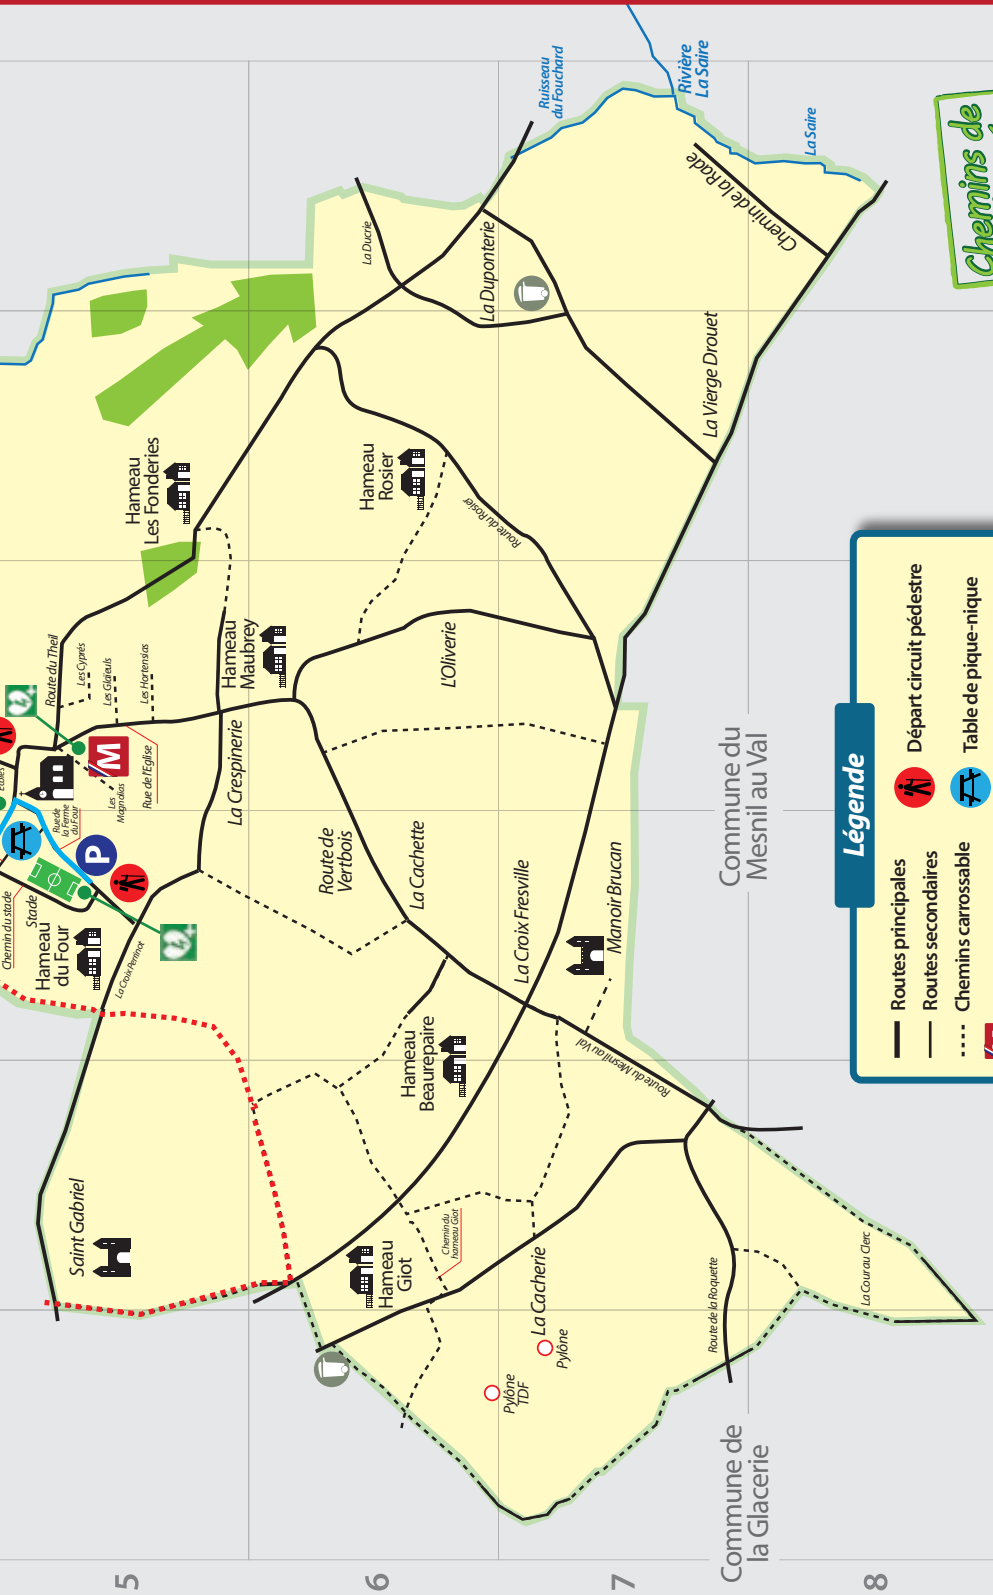 Ruisseau
du Fouchard
Rivière
La Saire
La Saire
Chemins de
Chemin de la Rade
La Ducrie
La Duponterie
La Vierge Drouet
Hameau
Les Fonderies
Hameau
Rosier
Route du Rosier
Route du Theil
Les Cyprès
Les Glaïeuls
Les Hortensias
Hameau
Maubrey
L'Oliverie
M
Les
Magnolias
Rue de l'Eglise
Rue de
la Ferme
du Four
P
La Crespinerie
Route de
Vertbois
La Cachette
La Croix Fresville
Manoir Brucan
Chemin du stade
Stade
Hameau
du Four
La Croix Perrinot
Hameau
Beaurepaire
Route du Mesnil au Val
Saint Gabriel
Hameau
Giot
Chemin du
hameau Giot
La Cacherie
Pylône
Pylône
TDF
Route de la Roquette
La Cour au Clerc
Commune du
Mesnil au Val
Commune de
la Glacerie
5
6
7
8
Légende
Routes principales
Routes secondaires
Chemins carrossable
Départ circuit pédestre
Table de pique-nique